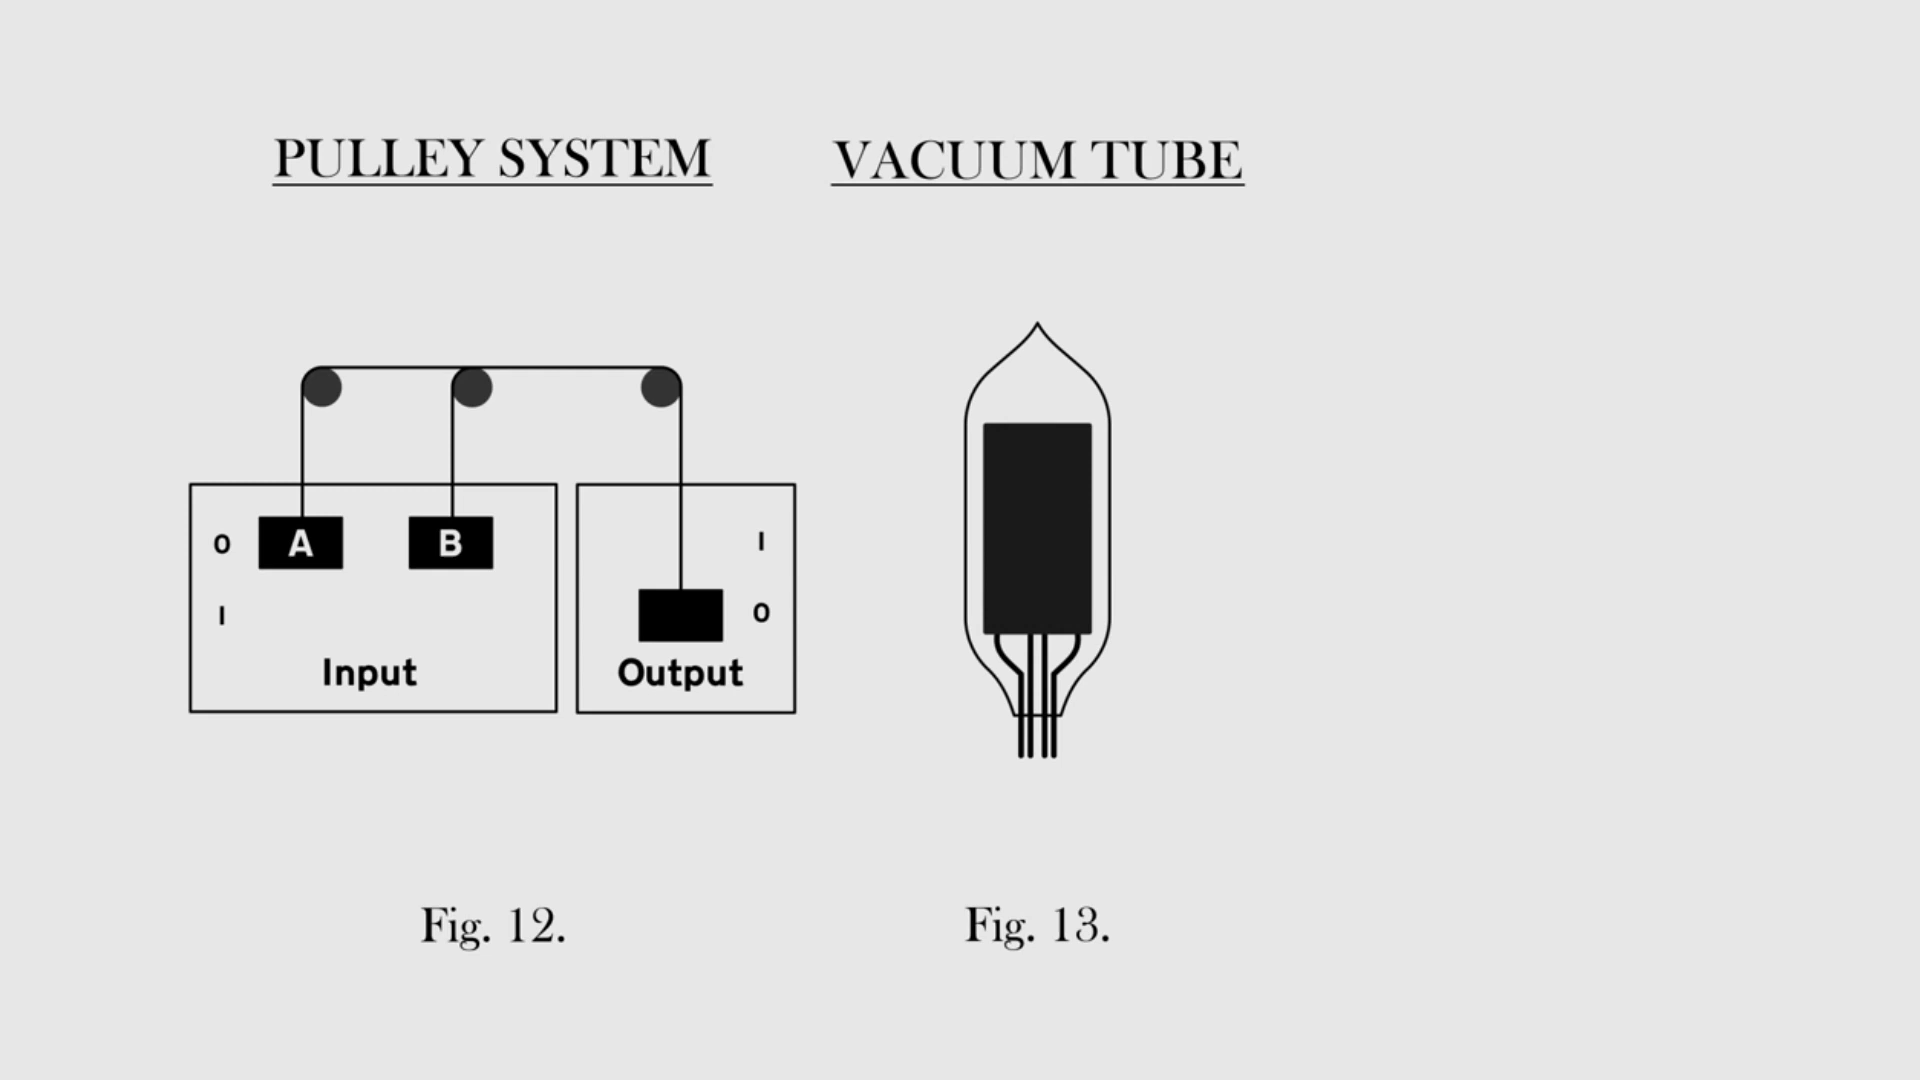 PULLEY SYSTEM
VACUUM TUBE
0 A B
I
Input
I
0
Output
Fig. 12.
Fig. 13.